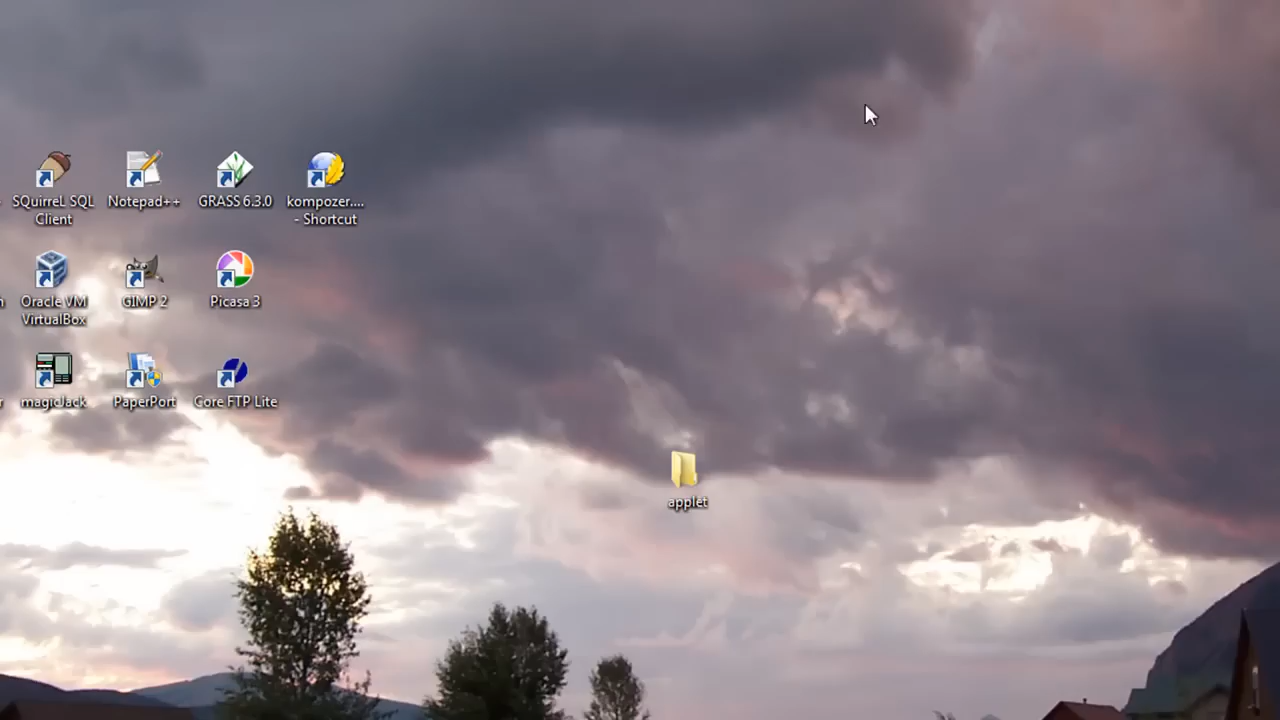 SQuirreL SQL
Client
Notepad++
GRASS 6.3.0
kompozer....
- Shortcut
Oracle VM
VirtualBox
GIMP 2
Picasa 3
magicJack
PaperPort
Core FTP Lite
applet